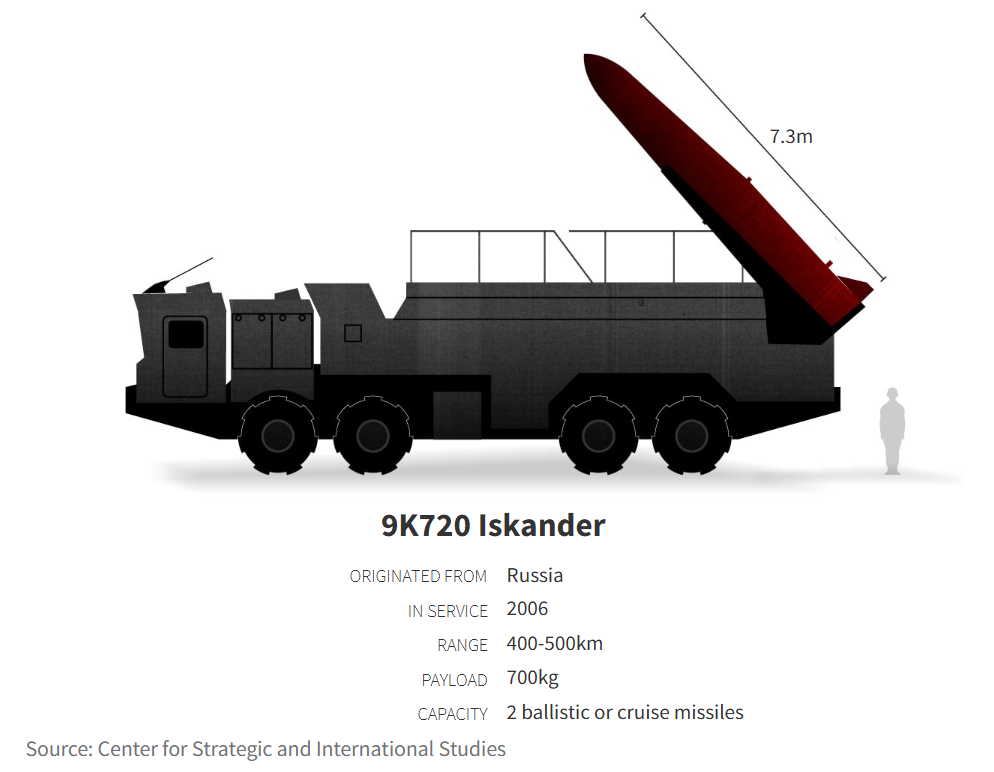 7.3m
9K720 Iskander
ORIGINATED FROM Russia
IN SERVICE 2006
RANGE 400-500km
PAYLOAD 700kg
CAPACITY 2 ballistic or cruise missiles
Source: Center for Strategic and International Studies